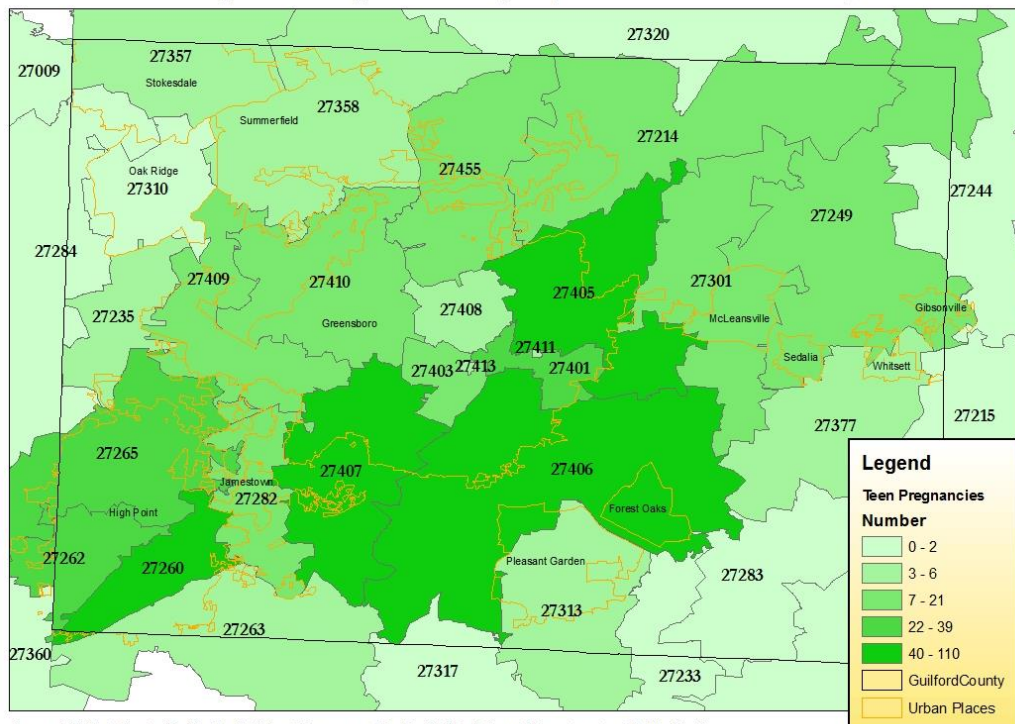 27320
27009
27357
Stokesdale
27358
Summerfield
27214
Oak Ridge
27310
27455
27244
27249
27284
27409
27410
27405
27301
27408
27235
Greensboro
McLeansville
Gibsonville
27411
27403
27413
27401
Sedalia
Whitsett
27215
27377
27265
27407
27406
Jamestown
27282
High Point
Forest Oaks
27262
27260
Pleasant Garden
27283
27313
27263
27360
27317
27233
Legend
Teen Pregnancies
Number
0 - 2
3 - 6
7 - 21
22 - 39
40 - 110
GuilfordCounty
Urban Places